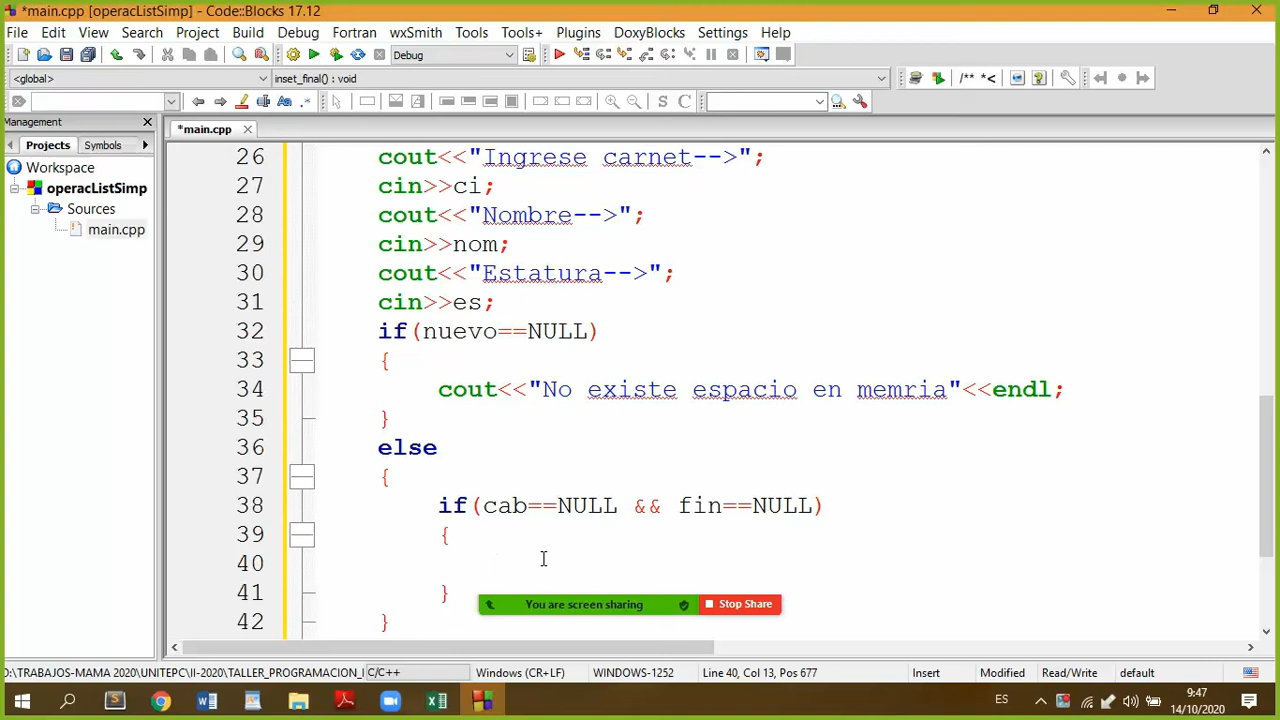 *main.cpp [operacListSimp] - Code::Blocks 17.12
File Edit View Search Project Build Debug Fortran wxSmith Tools Tools+ Plugins DoxyBlocks Settings Help
Debug
<global> inset_final() : void /** *<
Management
*main.cpp
Projects Symbols
Workspace
operacListSimp
Sources
main.cpp
26 cout<<"Ingrese carnet-->";
27 cin>>ci;
28 cout<<"Nombre-->";
29 cin>>nom;
30 cout<<"Estatura-->";
31 cin>>es;
32 if(nuevo==NULL)
33 {
34 cout<<"No existe espacio en memria"<<endl;
35 }
36 else
37 {
38 if(cab==NULL && fin==NULL)
39 {
40
41 }
42 }
You are screen sharing Stop Share
D:\TRABAJOS-MAMA 2020\UNITEPC\II-2020\TALLER_PROGRAMACION_I C/C++ Windows (CR+LF) WINDOWS-1252 Line 40, Col 13, Pos 677 Insert Modified Read/Write default
ES 9:47
14/10/2020